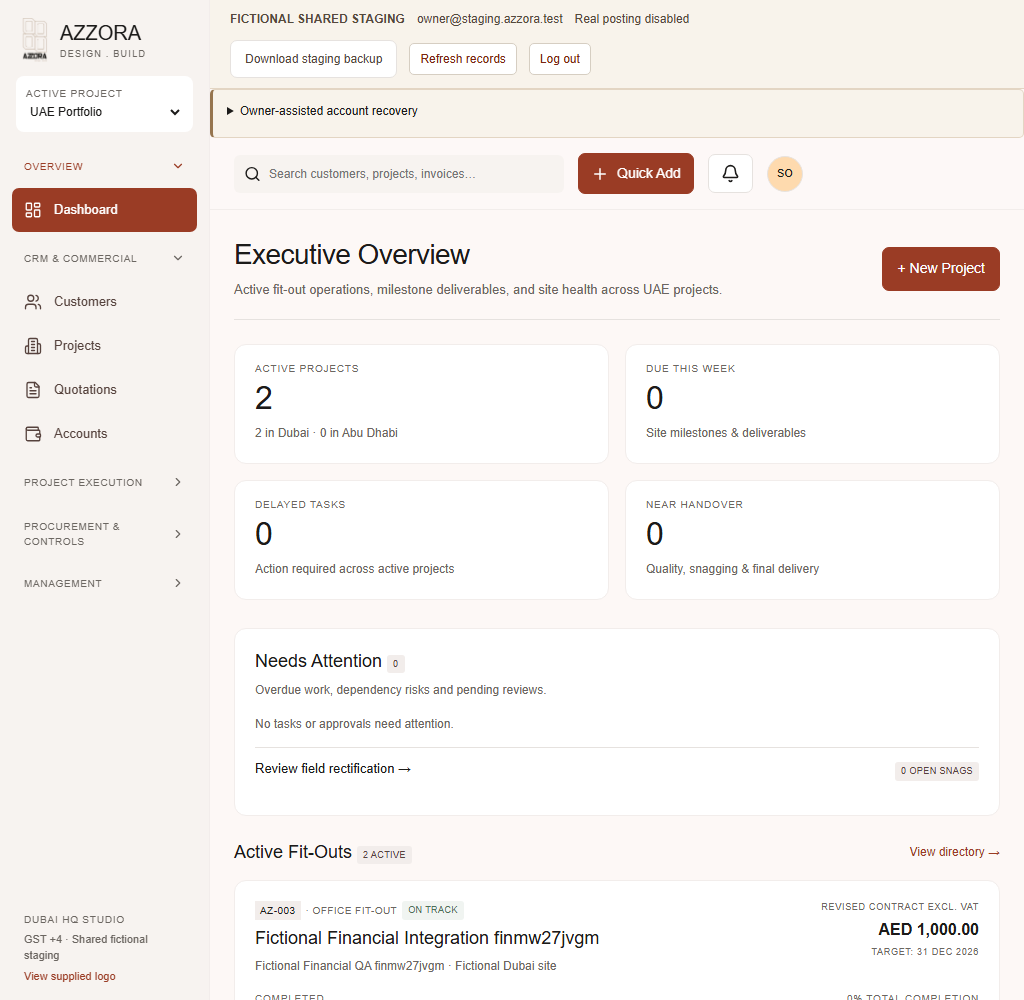 AZZORA
DESIGN . BUILD
AZZORA
ACTIVE PROJECT
UAE Portfolio
OVERVIEW
Dashboard
CRM & COMMERCIAL
Customers
Projects
Quotations
Accounts
PROJECT EXECUTION
PROCUREMENT &
CONTROLS
MANAGEMENT
DUBAI HQ STUDIO
GST +4 · Shared fictional
staging
View supplied logo
FICTIONAL SHARED STAGING owner@staging.azzora.test Real posting disabled
Download staging backup Refresh records Log out
Owner-assisted account recovery
Search customers, projects, invoices…
Quick Add
SO
Executive Overview
Active fit-out operations, milestone deliverables, and site health across UAE projects.
+ New Project
ACTIVE PROJECTS
2
2 in Dubai · 0 in Abu Dhabi
DUE THIS WEEK
0
Site milestones & deliverables
DELAYED TASKS
0
Action required across active projects
NEAR HANDOVER
0
Quality, snagging & final delivery
Needs Attention 0
Overdue work, dependency risks and pending reviews.
No tasks or approvals need attention.
Review field rectification →
0 OPEN SNAGS
Active Fit-Outs 2 ACTIVE
View directory →
AZ-003 · OFFICE FIT-OUT ON TRACK
Fictional Financial Integration finmw27jvgm
Fictional Financial QA finmw27jvgm · Fictional Dubai site
REVISED CONTRACT EXCL. VAT
AED 1,000.00
TARGET: 31 DEC 2026
COMPLETED
0% TOTAL COMPLETION